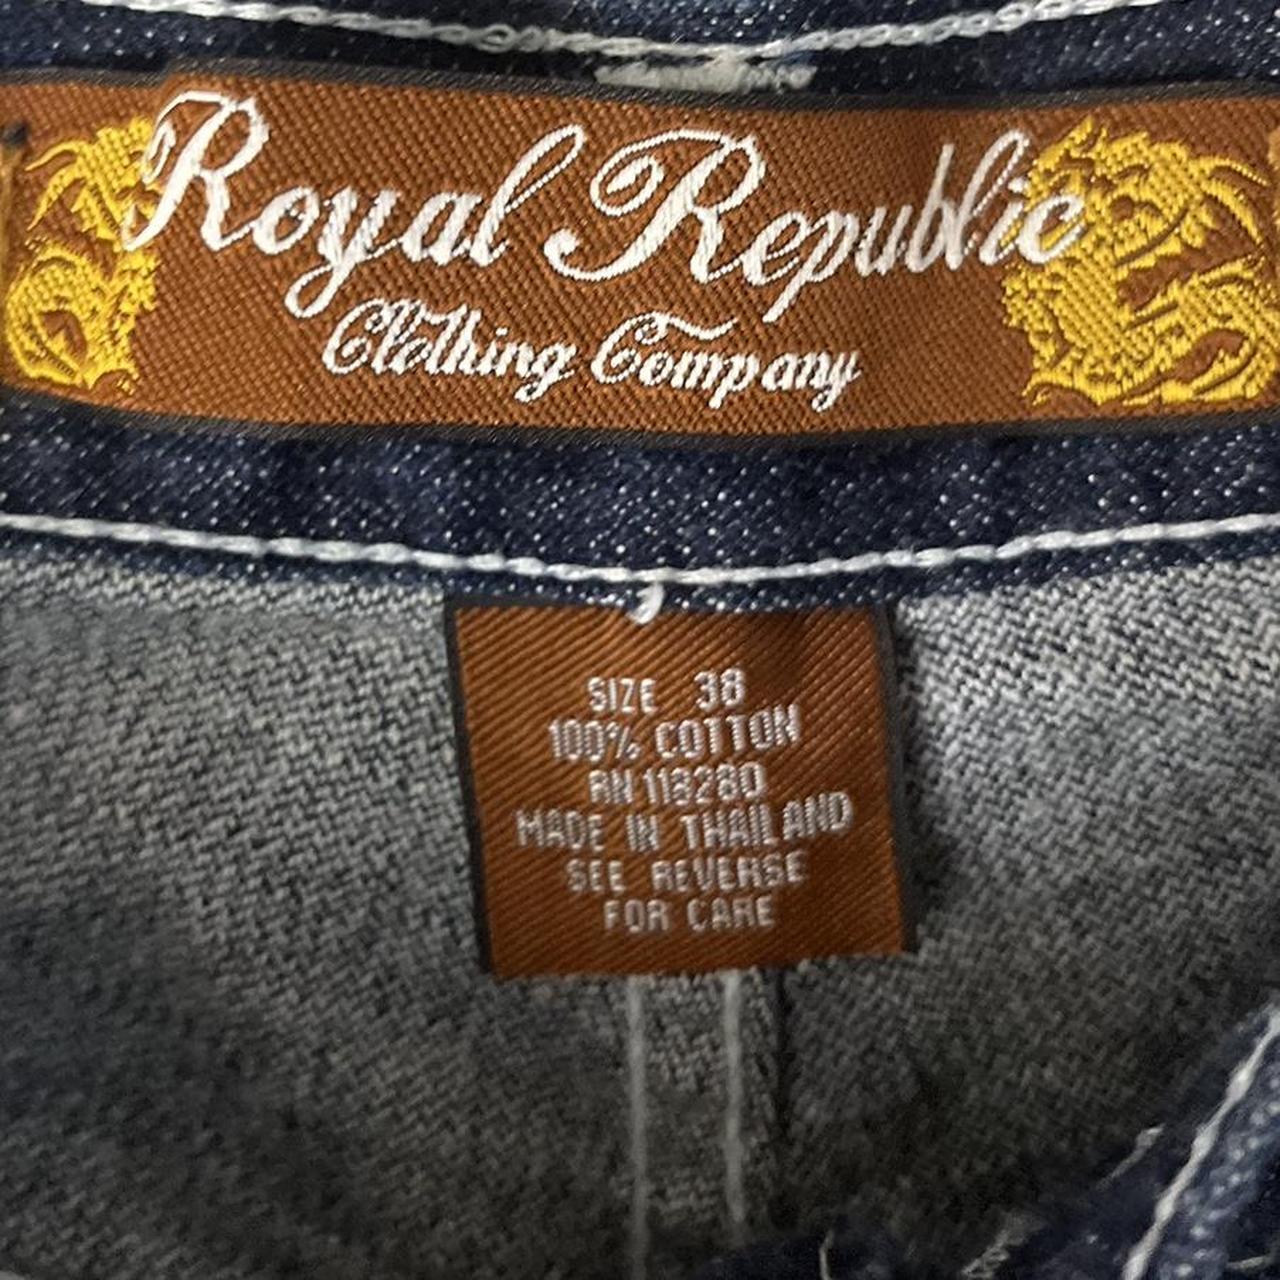 Royal Republic
Clothing Company
SIZE 38
100% COTTON
RN 118280
MADE IN THAILAND
SEE REVERSE
FOR CARE